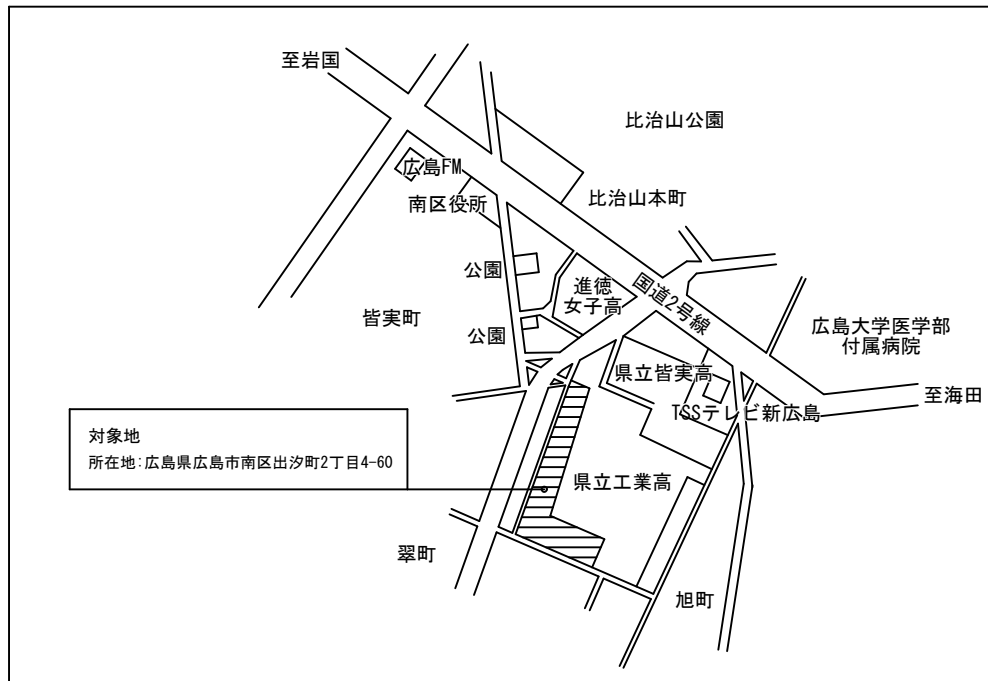 至岩国
比治山公園
広島FM
南区役所
比治山本町
公園
進徳
女子高
国道2号線
皆実町
公園
広島大学医学部
付属病院
県立皆実高
至海田
TSSテレビ新広島
対象地
所在地:広島県広島市南区出汐町2丁目4-60
県立工業高
翠町
旭町